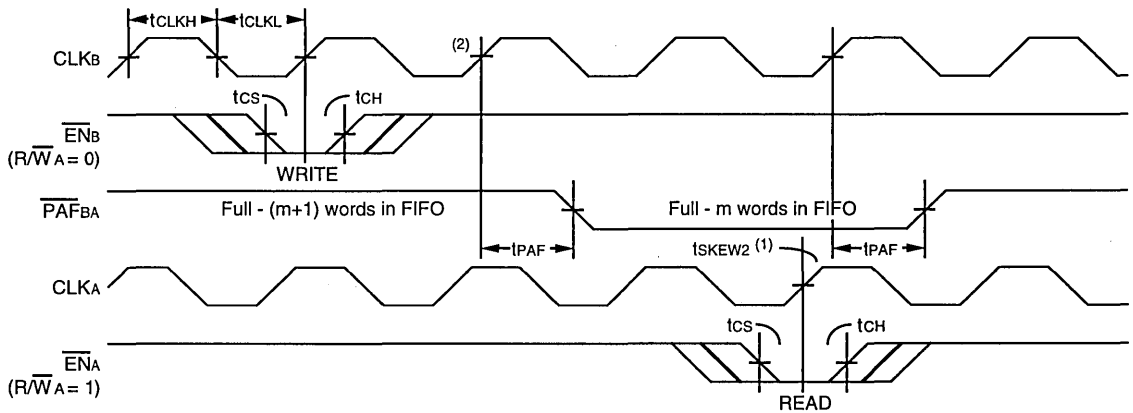 tCLKH tCLKL
CLKB (2)
tCS tCH
ENB
(R/WA = 0)
WRITE
PAFBA Full - (m+1) words in FIFO Full - m words in FIFO
tPAF tSKEW2 (1) tPAF
CLKA
tCS tCH
ENA
(R/WA = 1)
READ